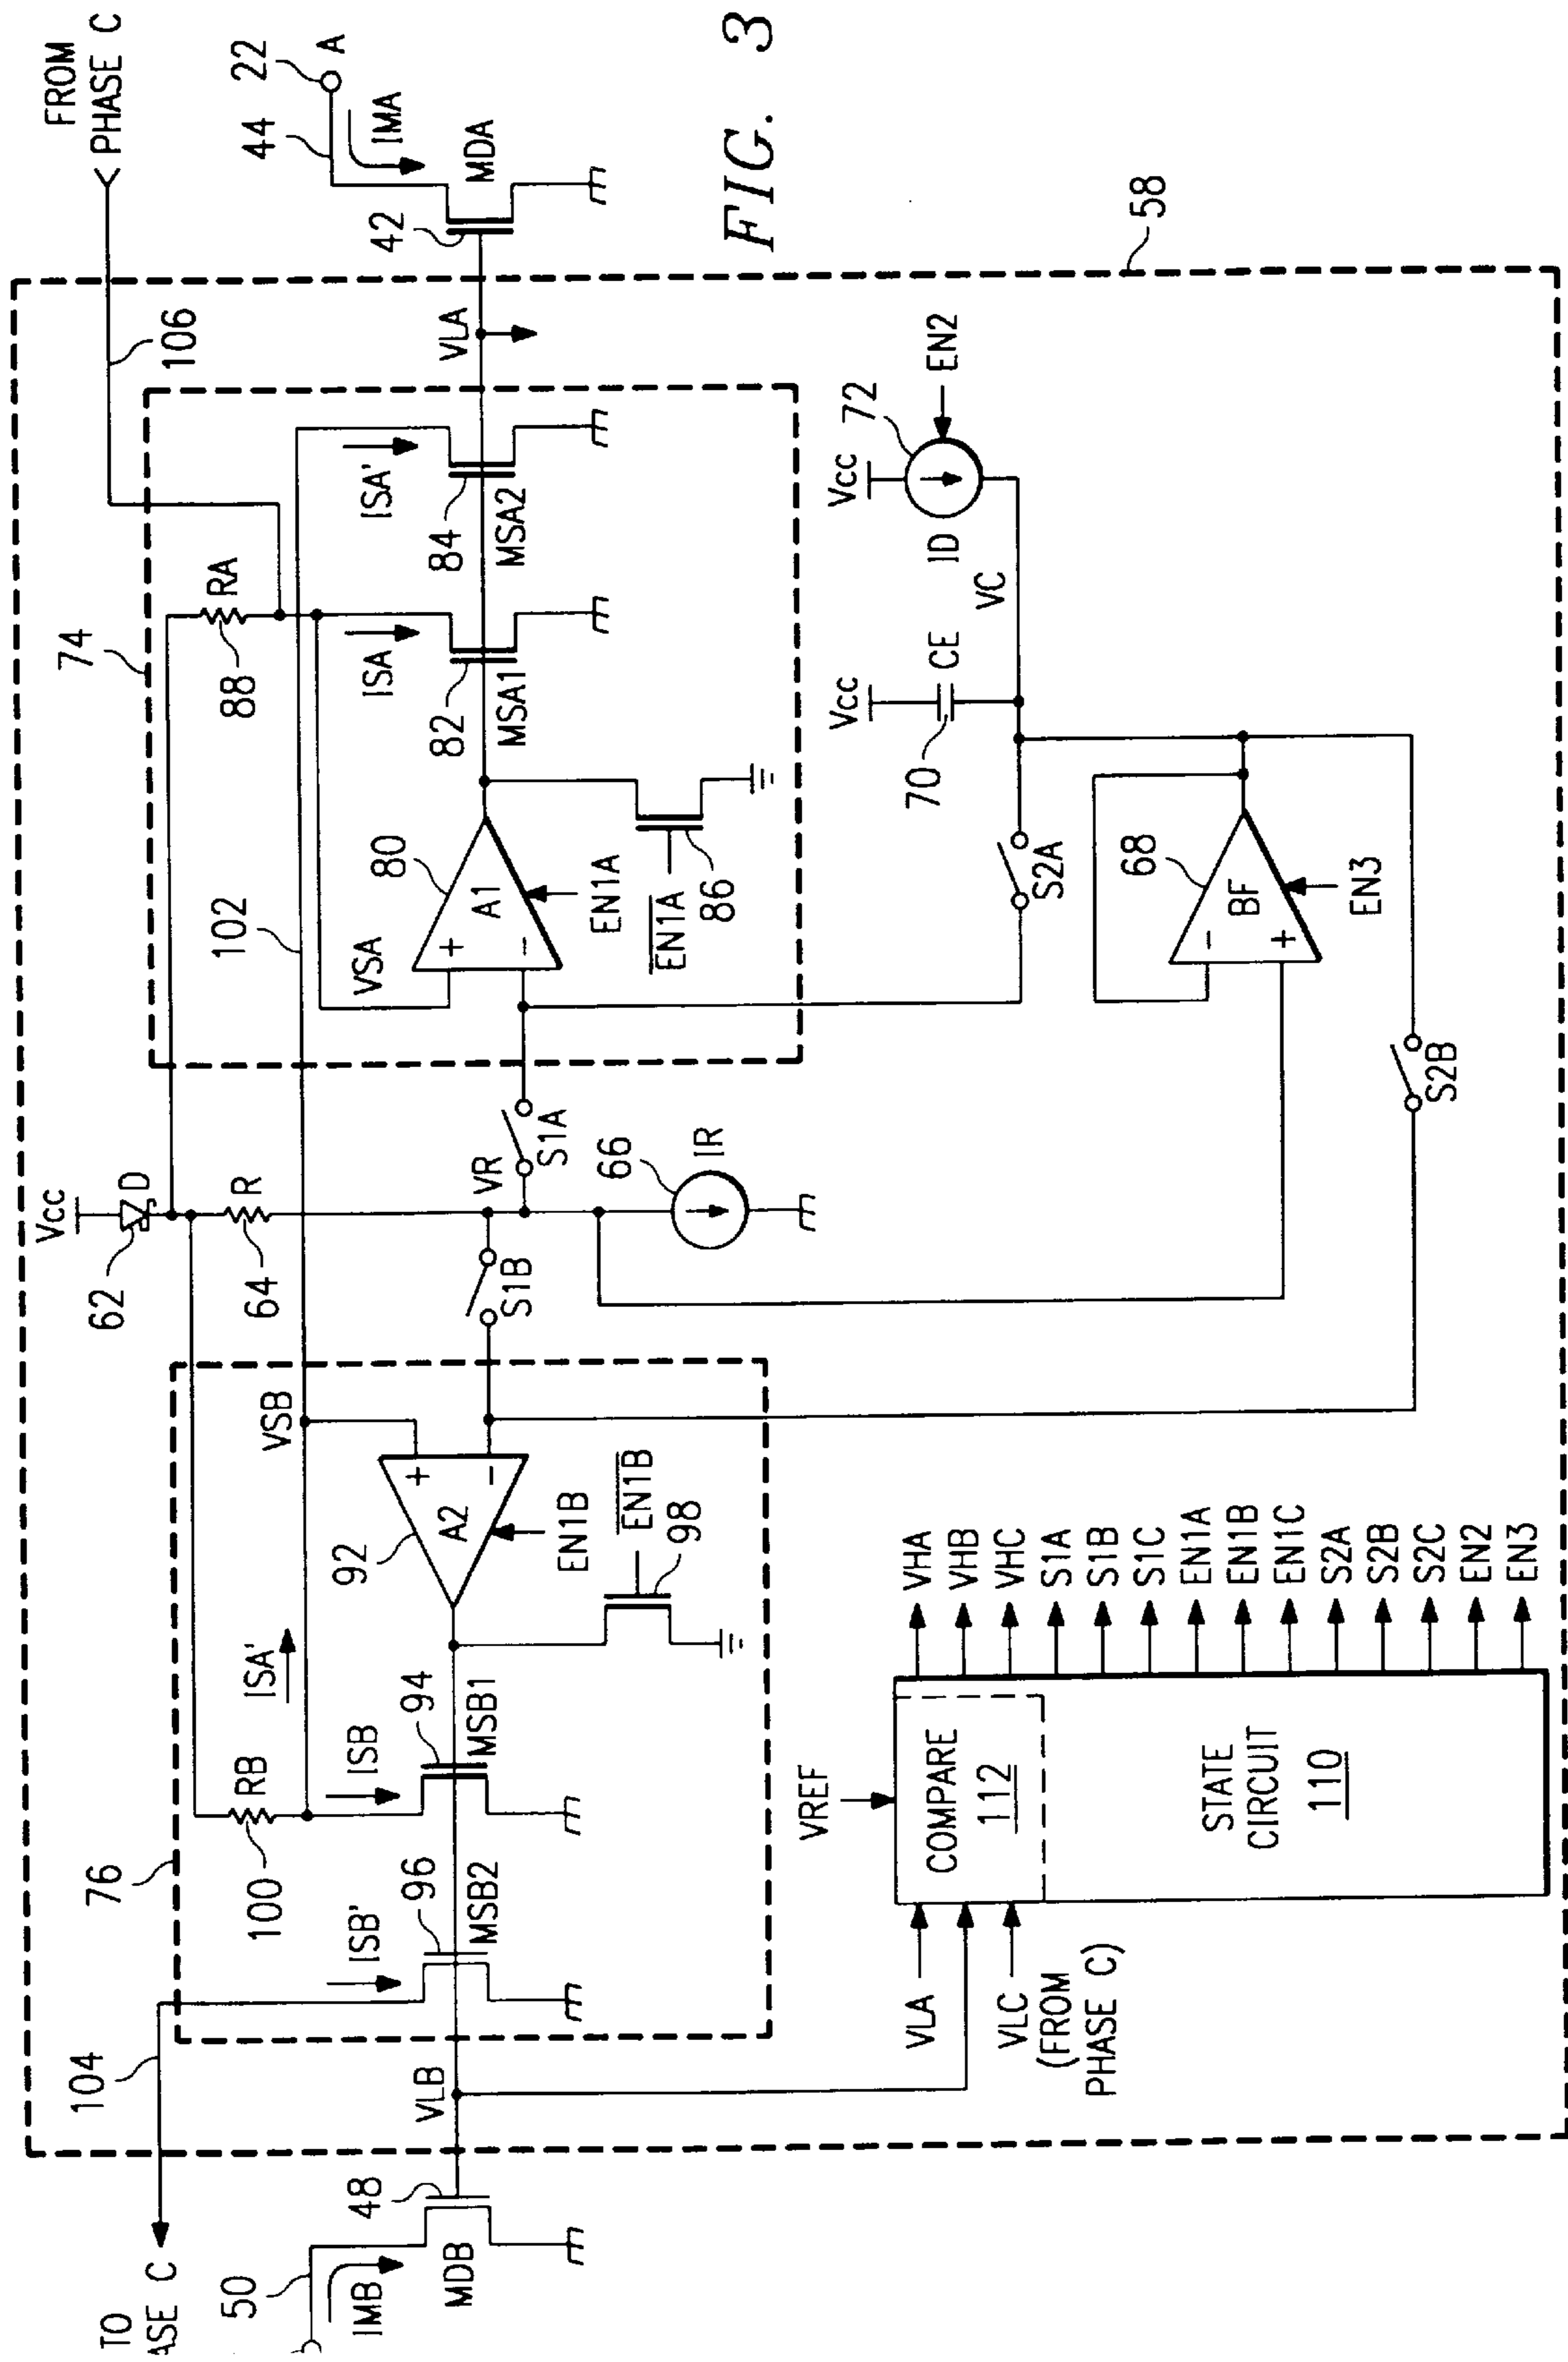 FROM
PHASE C
106
22
A
44
IMA
42
MDA
FIG. 3
58
VLA
74
102
88
RA
ISA'
84
MSA2
ISA
82
MSA1
VSA
80
A1
+
-
EN1A
EN1A
86
Vcc
72
EN2
ID
VC
Vcc
CE
70
S2A
68
BF
-
+
EN3
S2B
Vcc
62
D
64
R
VR
S1A
66
IR
S1B
76
VSB
92
A2
+
-
EN1B
EN1B
98
ISA'
100
RB
ISB
94
MSB1
ISB'
96
MSB2
104
TO
ASE C
VLB
48
50
IMB
MDB
VREF
VLA
VLC
(FROM
PHASE C)
COMPARE
112
STATE
CIRCUIT
110
VHA
VHB
VHC
S1A
S1B
S1C
EN1A
EN1B
EN1C
S2A
S2B
S2C
EN2
EN3